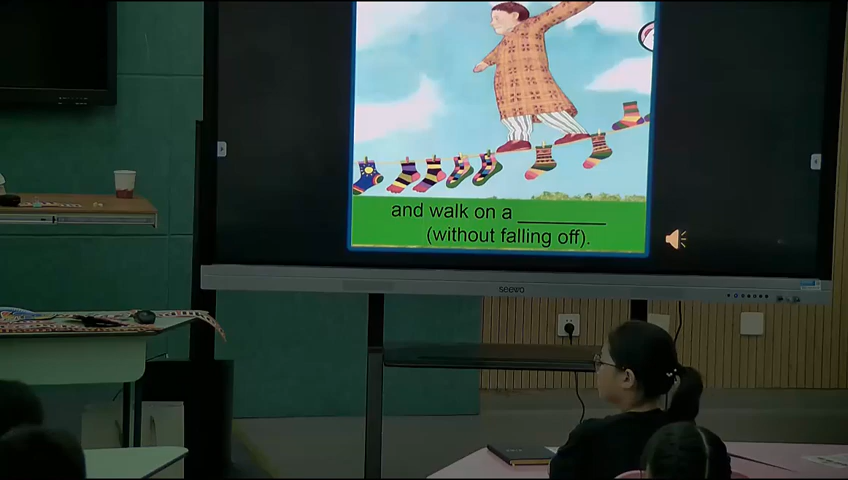 and walk on a ________
(without falling off).
seewo